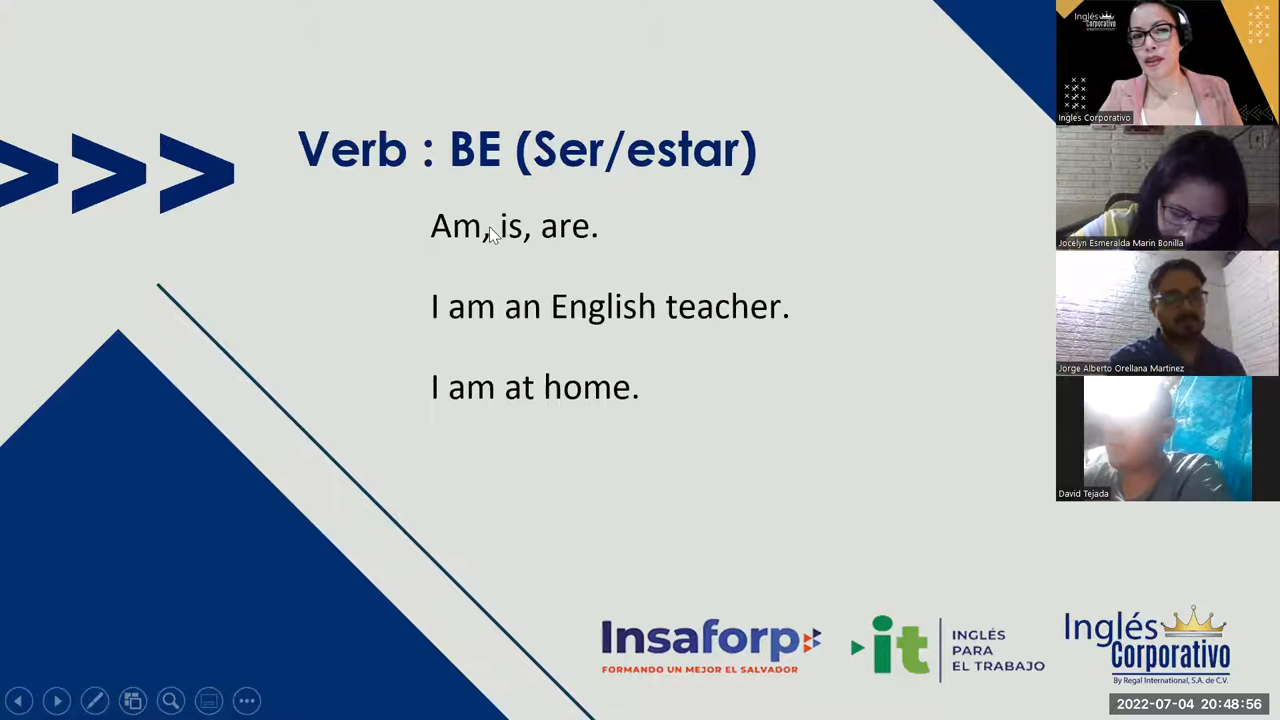 Verb : BE (Ser/estar)
Am, is, are.
I am an English teacher.
I am at home.
Inglés
Corporativo
Ingles Corporativo
Jocelyn Esmeralda Marin Bonilla
Jorge Alberto Orellana Martinez
David Tejada
Insaforp
FORMANDO UN MEJOR EL SALVADOR
it
INGLÉS
PARA
EL TRABAJO
Inglés
Corporativo
By Regal International, S.A. de C.V.
2022-07-04 20:48:56